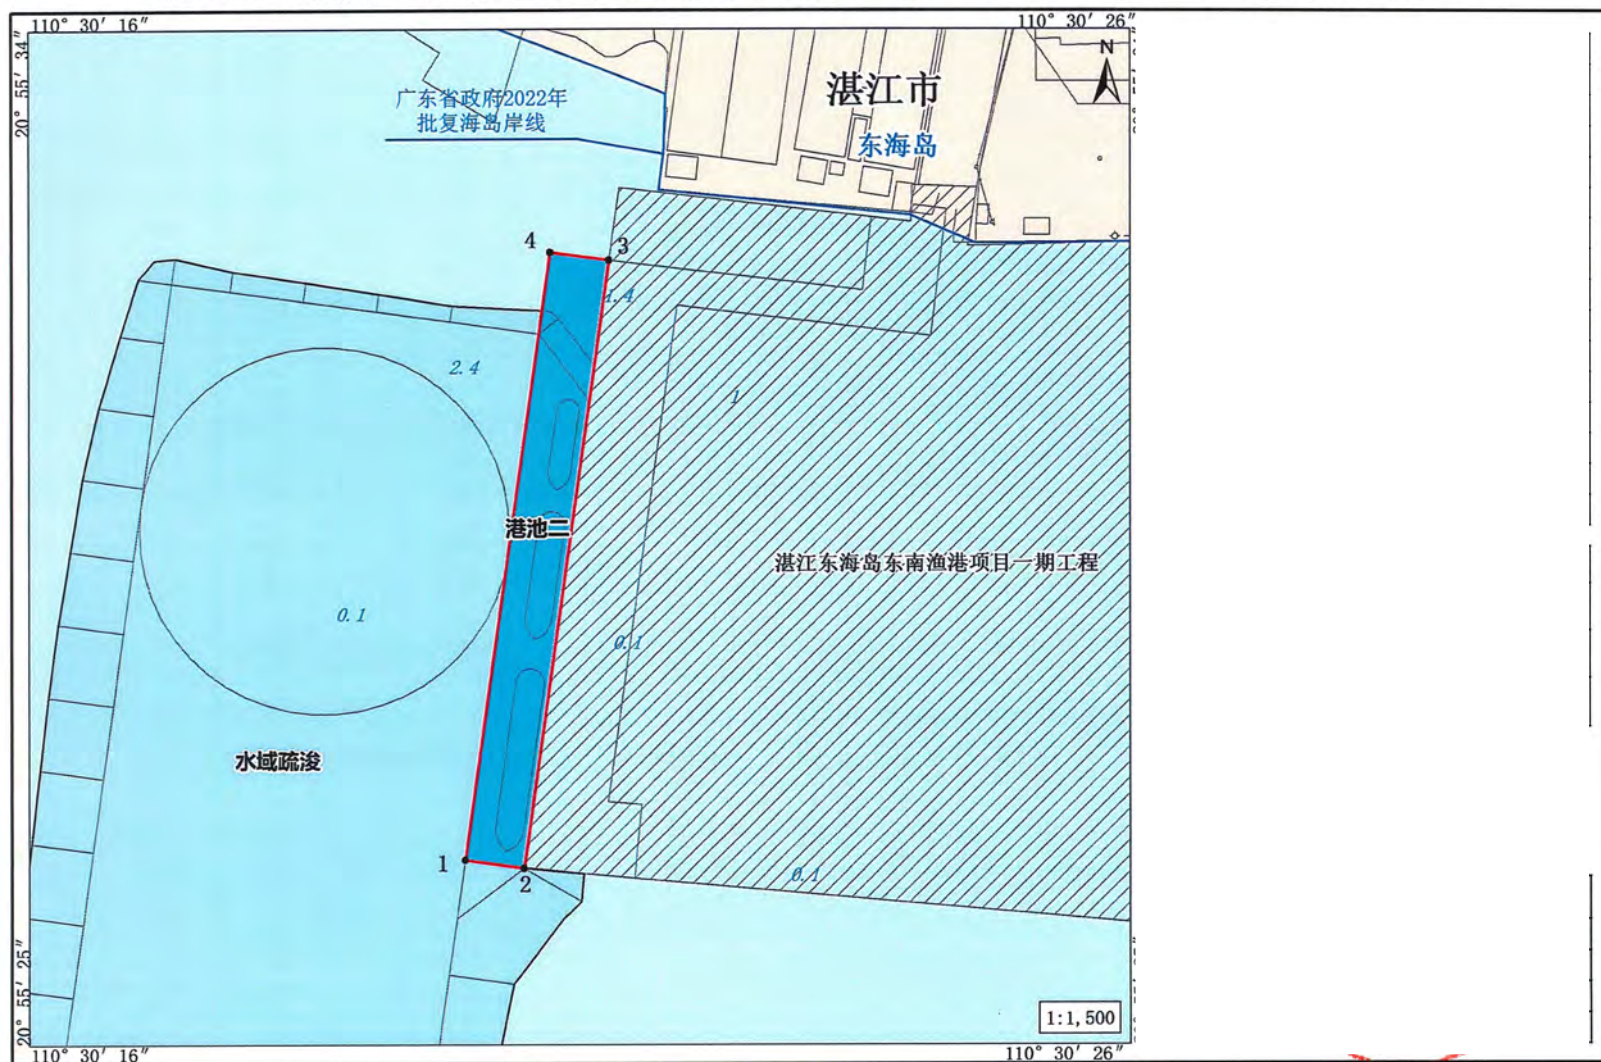 110° 30′ 16″
110° 30′ 26″
20° 55′ 34″
N
湛江市
东海岛
广东省政府2022年
批复海岛岸线
4
3
1.4
2.4
1
港池二
湛江东海岛东南渔港项目一期工程
0.1
0.1
水域疏浚
1
2
0.1
20° 55′ 25″
1:1,500
110° 30′ 16″
110° 30′ 26″